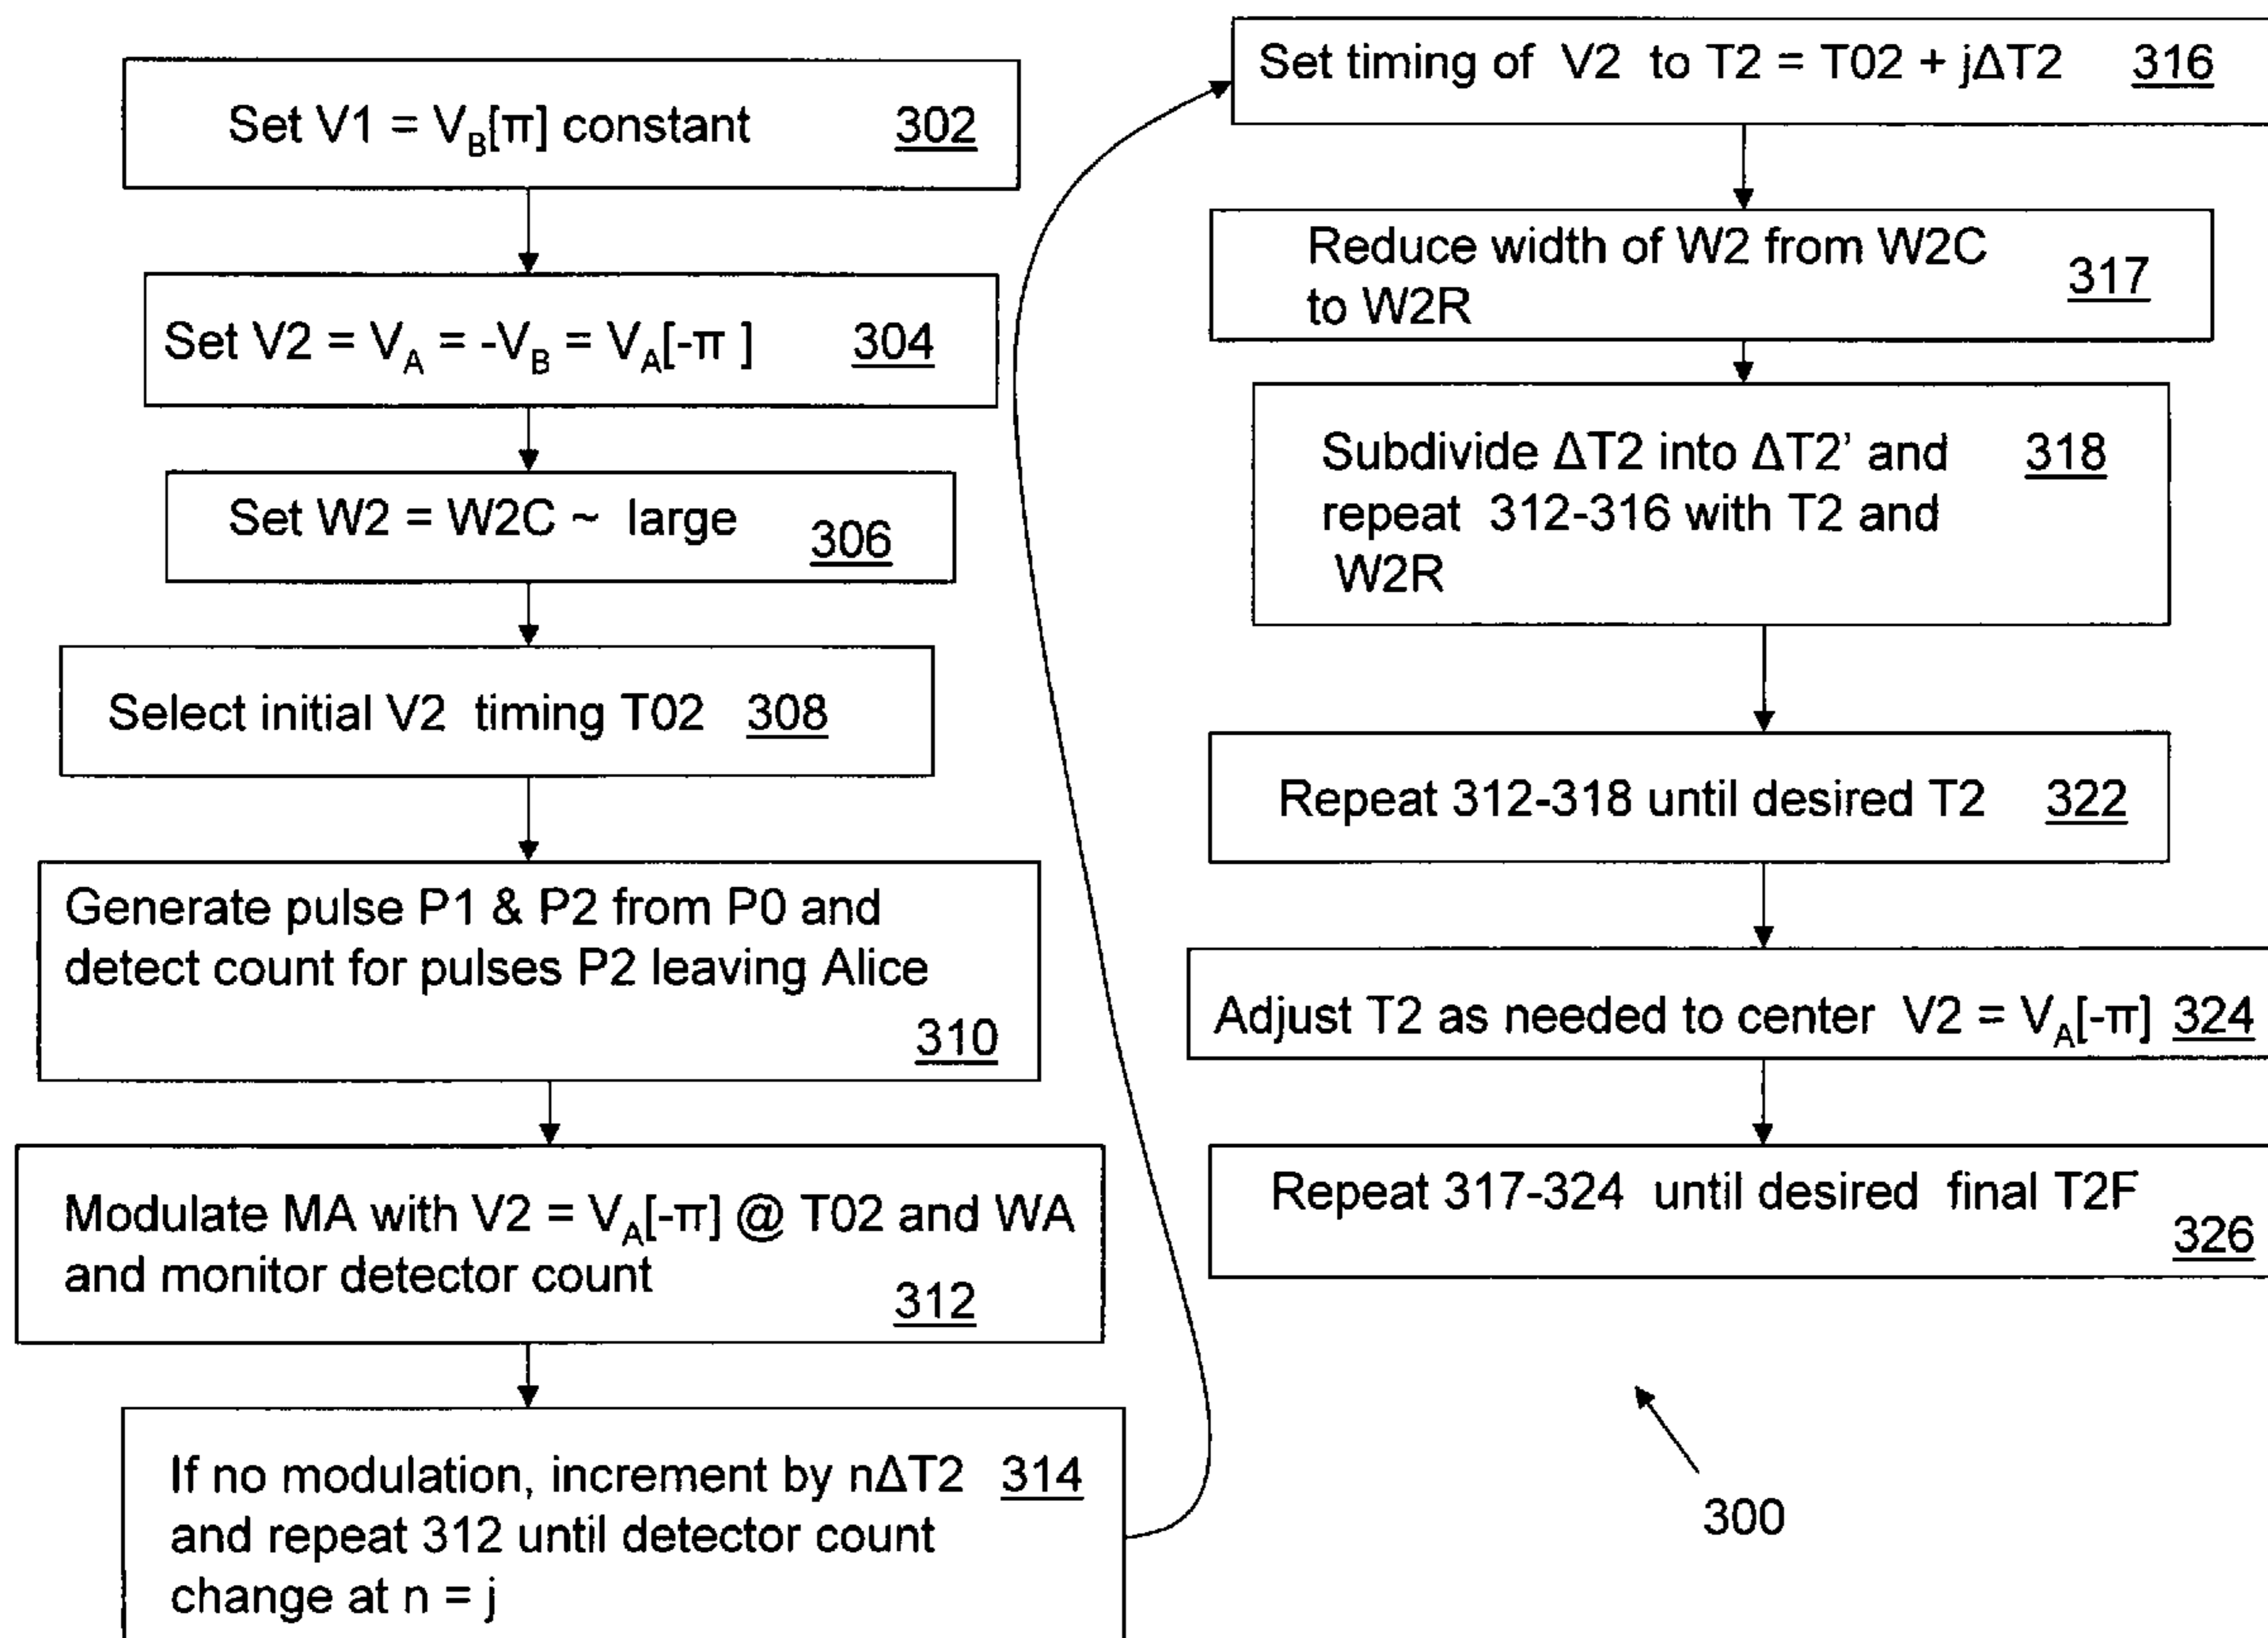 Set V1 = V_B[π] constant 302
Set V2 = V_A = -V_B = V_A[-π ] 304
Set W2 = W2C ~ large 306
Select initial V2 timing T02 308
Generate pulse P1 & P2 from P0 and
detect count for pulses P2 leaving Alice
310
Modulate MA with V2 = V_A[-π] @ T02 and WA
and monitor detector count 312
If no modulation, increment by nΔT2 314
and repeat 312 until detector count
change at n = j
Set timing of V2 to T2 = T02 + jΔT2 316
Reduce width of W2 from W2C
to W2R 317
Subdivide ΔT2 into ΔT2’ and 318
repeat 312-316 with T2 and
W2R
Repeat 312-318 until desired T2 322
Adjust T2 as needed to center V2 = V_A[-π] 324
Repeat 317-324 until desired final T2F
326
300